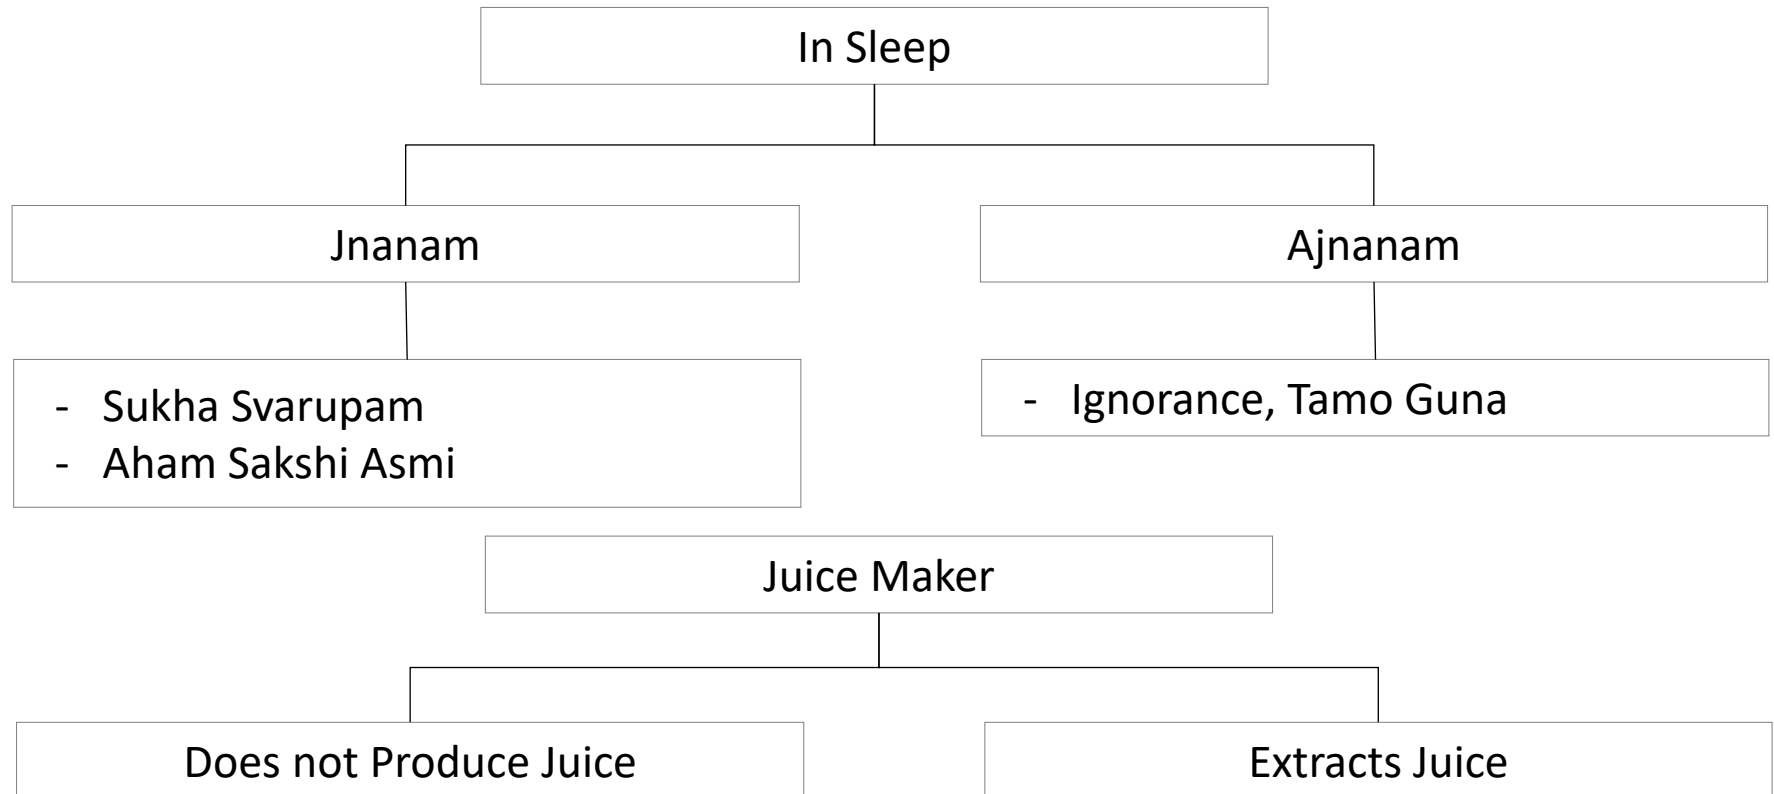 In Sleep
Jnanam
Ajnanam
- Sukha Svarupam
- Aham Sakshi Asmi
- Ignorance, Tamo Guna
Juice Maker
Does not Produce Juice
Extracts Juice